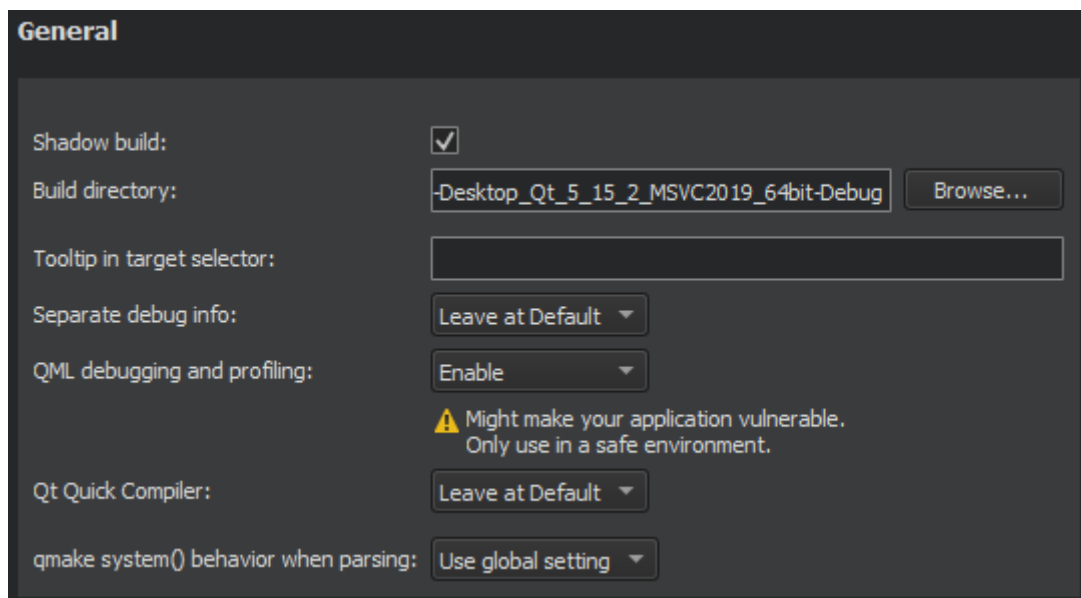 General
Shadow build:
Build directory: -Desktop_Qt_5_15_2_MSVC2019_64bit-Debug Browse...
Tooltip in target selector:
Separate debug info: Leave at Default
QML debugging and profiling: Enable
Might make your application vulnerable.
Only use in a safe environment.
Qt Quick Compiler: Leave at Default
qmake system() behavior when parsing: Use global setting